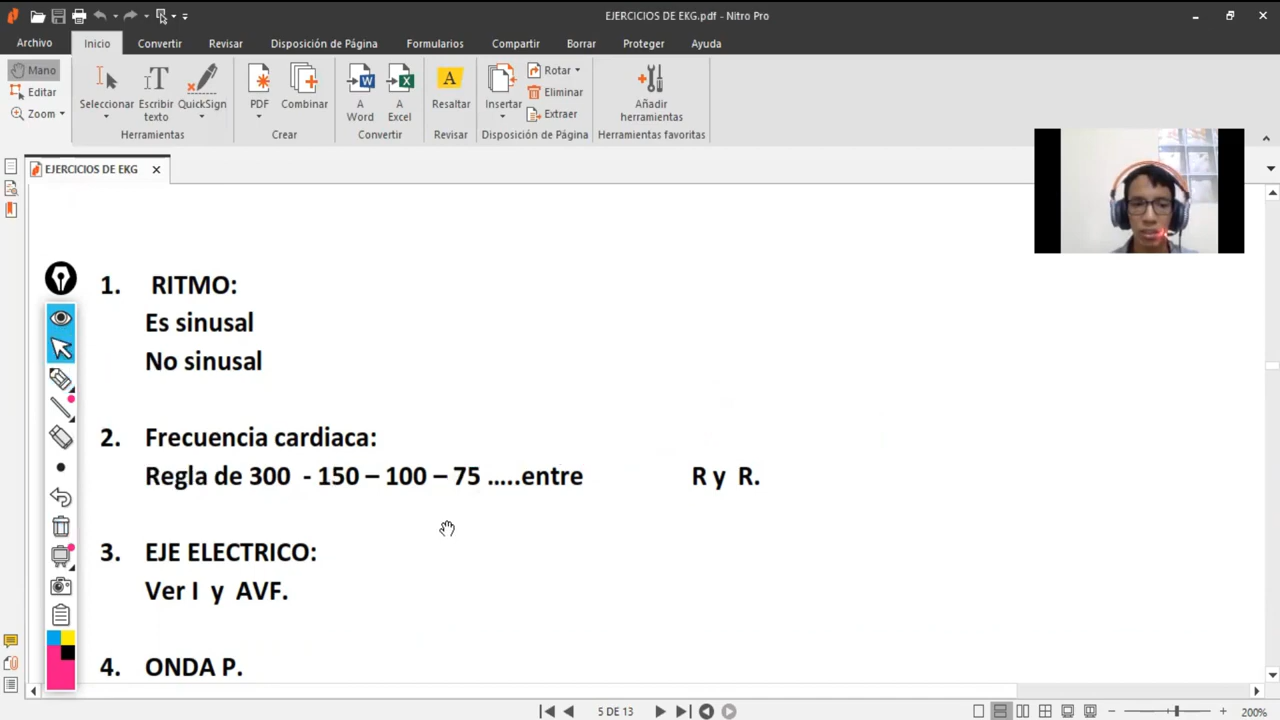 EJERCICIOS DE EKG.pdf - Nitro Pro
Archivo Inicio Convertir Revisar Disposición de Página Formularios Compartir Borrar Proteger Ayuda
Mano
Editar
Zoom
Seleccionar
Escribir texto
QuickSign
Herramientas
PDF
Combinar
Crear
A Word
A Excel
Convertir
Resaltar
Revisar
Insertar
Rotar
Eliminar
Extraer
Disposición de Página
Añadir herramientas
Herramientas favoritas
EJERCICIOS DE EKG
1. RITMO:
Es sinusal
No sinusal
2. Frecuencia cardiaca:
Regla de 300 - 150 – 100 – 75 .....entre R y R.
3. EJE ELECTRICO:
Ver I y AVF.
4. ONDA P.
5 DE 13
200%